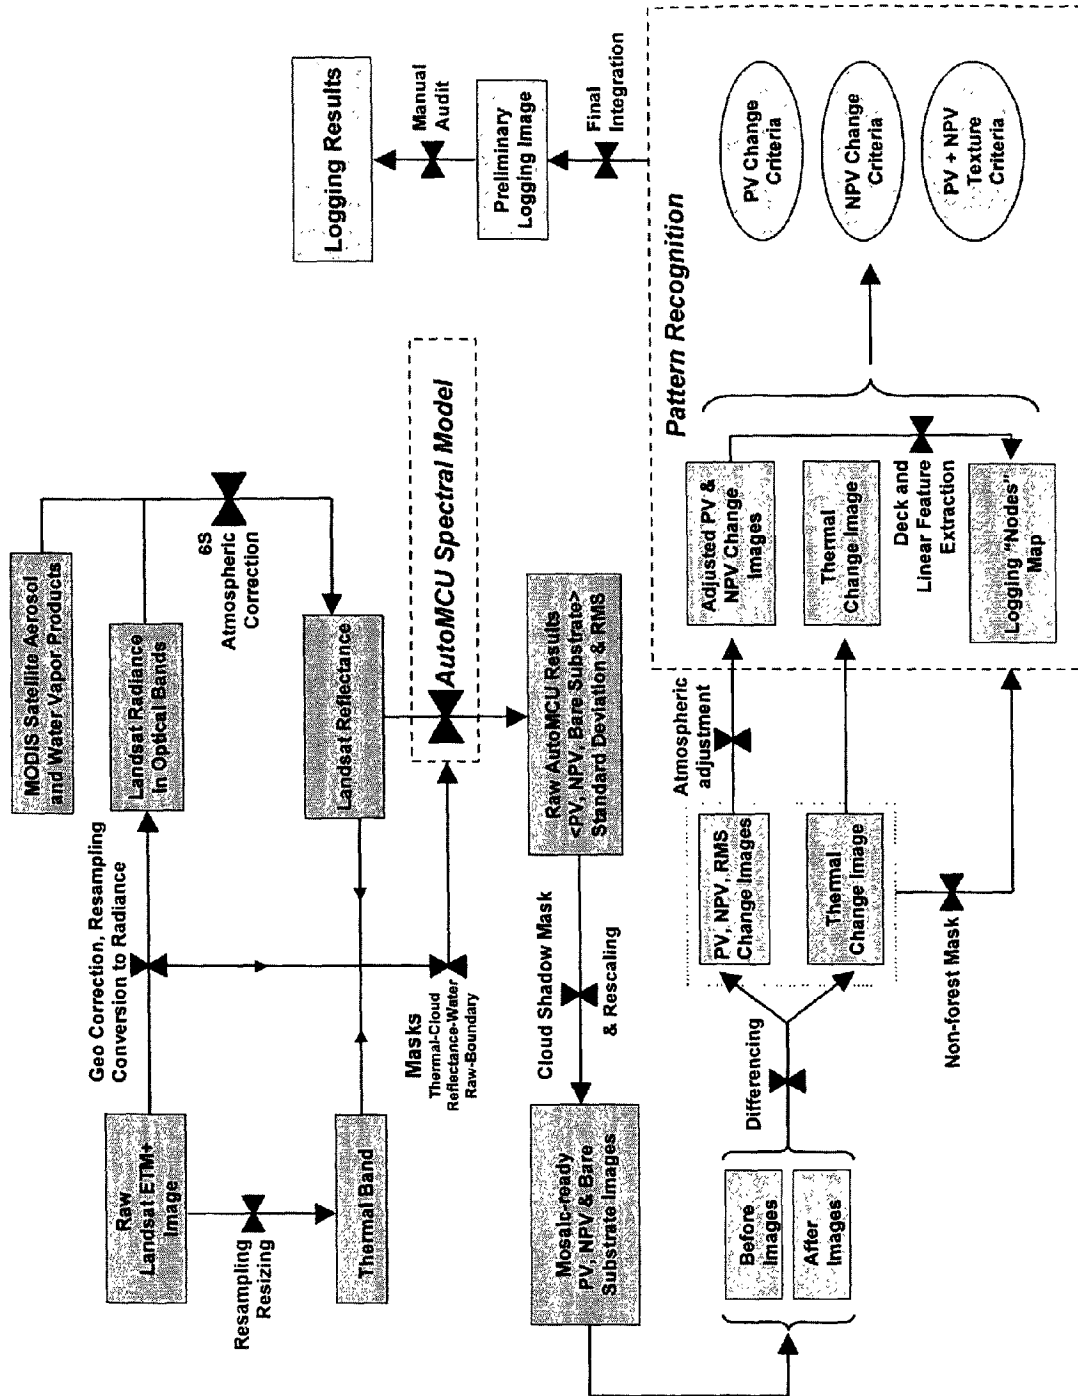 Raw
Landsat ETM+
Image
Geo Correction, Resampling
Conversion to Radiance
Landsat Radiance
in Optical Bands
MODIS Satellite Aerosol
and Water Vapor Products
6S
Atmospheric
Correction
Resampling
Resizing
Thermal Band
Landsat Reflectance
Masks
Thermal-Cloud
Reflectance-Water
Raw-Boundary
AutoMCU Spectral Model
Raw AutoMCU Results
<PV, NPV, Bare Substrate>
Standard Deviation & RMS
Cloud Shadow Mask
& Rescaling
Mosaic-ready
PV, NPV & Bare
Substrate Images
Before
Images
After
Images
Differencing
PV, NPV, RMS
Change Images
Thermal
Change Image
Non-forest Mask
Atmospheric
adjustment
Pattern Recognition
Adjusted PV &
NPV Change
Images
Thermal
Change Image
Deck and
Linear Feature
Extraction
Logging "Nodes"
Map
PV Change
Criteria
NPV Change
Criteria
PV + NPV
Texture
Criteria
Final
Integration
Preliminary
Logging Image
Manual
Audit
Logging Results